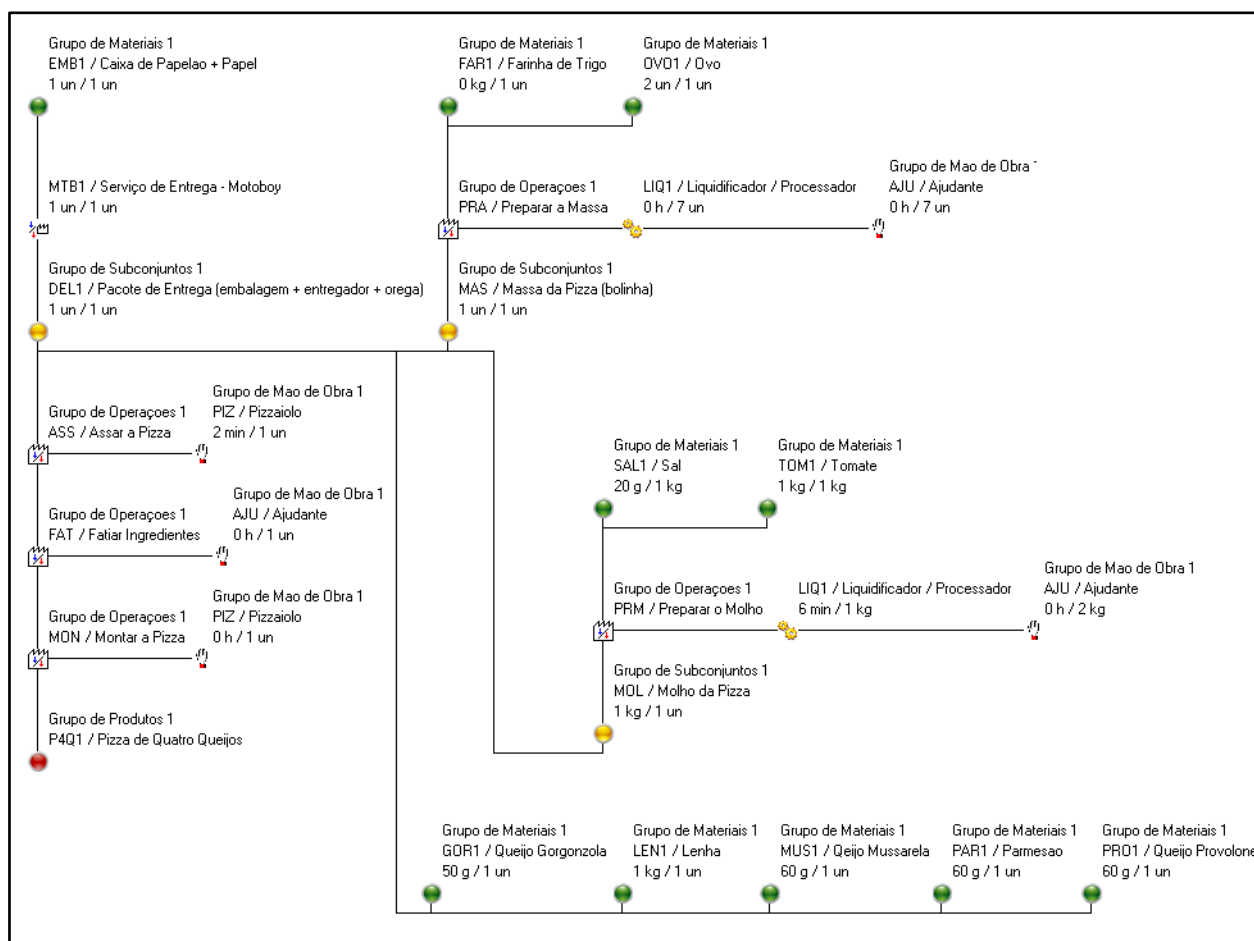 Grupo de Materiais 1
EMB1 / Caixa de Papelao + Papel
1 un / 1 un
Grupo de Materiais 1
FAR1 / Farinha de Trigo
0 kg / 1 un
Grupo de Materiais 1
OVO1 / Ovo
2 un / 1 un
MTB1 / Serviço de Entrega - Motoboy
1 un / 1 un
Grupo de Operaçoes 1
PRA / Preparar a Massa
LIQ1 / Liquidificador / Processador
0 h / 7 un
Grupo de Mao de Obra 1
AJU / Ajudante
0 h / 7 un
Grupo de Subconjuntos 1
DEL1 / Pacote de Entrega (embalagem + entregador + orega)
1 un / 1 un
Grupo de Subconjuntos 1
MAS / Massa da Pizza (bolinha)
1 un / 1 un
Grupo de Operaçoes 1
ASS / Assar a Pizza
Grupo de Mao de Obra 1
PIZ / Pizzaiolo
2 min / 1 un
Grupo de Operaçoes 1
FAT / Fatiar Ingredientes
Grupo de Mao de Obra 1
AJU / Ajudante
0 h / 1 un
Grupo de Operaçoes 1
MON / Montar a Pizza
Grupo de Mao de Obra 1
PIZ / Pizzaiolo
0 h / 1 un
Grupo de Produtos 1
P4Q1 / Pizza de Quatro Queijos
Grupo de Materiais 1
SAL1 / Sal
20 g / 1 kg
Grupo de Materiais 1
TOM1 / Tomate
1 kg / 1 kg
Grupo de Operaçoes 1
PRM / Preparar o Molho
LIQ1 / Liquidificador / Processador
6 min / 1 kg
Grupo de Mao de Obra 1
AJU / Ajudante
0 h / 2 kg
Grupo de Subconjuntos 1
MOL / Molho da Pizza
1 kg / 1 un
Grupo de Materiais 1
GOR1 / Queijo Gorgonzola
50 g / 1 un
Grupo de Materiais 1
LEN1 / Lenha
1 kg / 1 un
Grupo de Materiais 1
MUS1 / Qeijo Mussarela
60 g / 1 un
Grupo de Materiais 1
PAR1 / Parmesao
60 g / 1 un
Grupo de Materiais 1
PRO1 / Queijo Provolone
60 g / 1 un